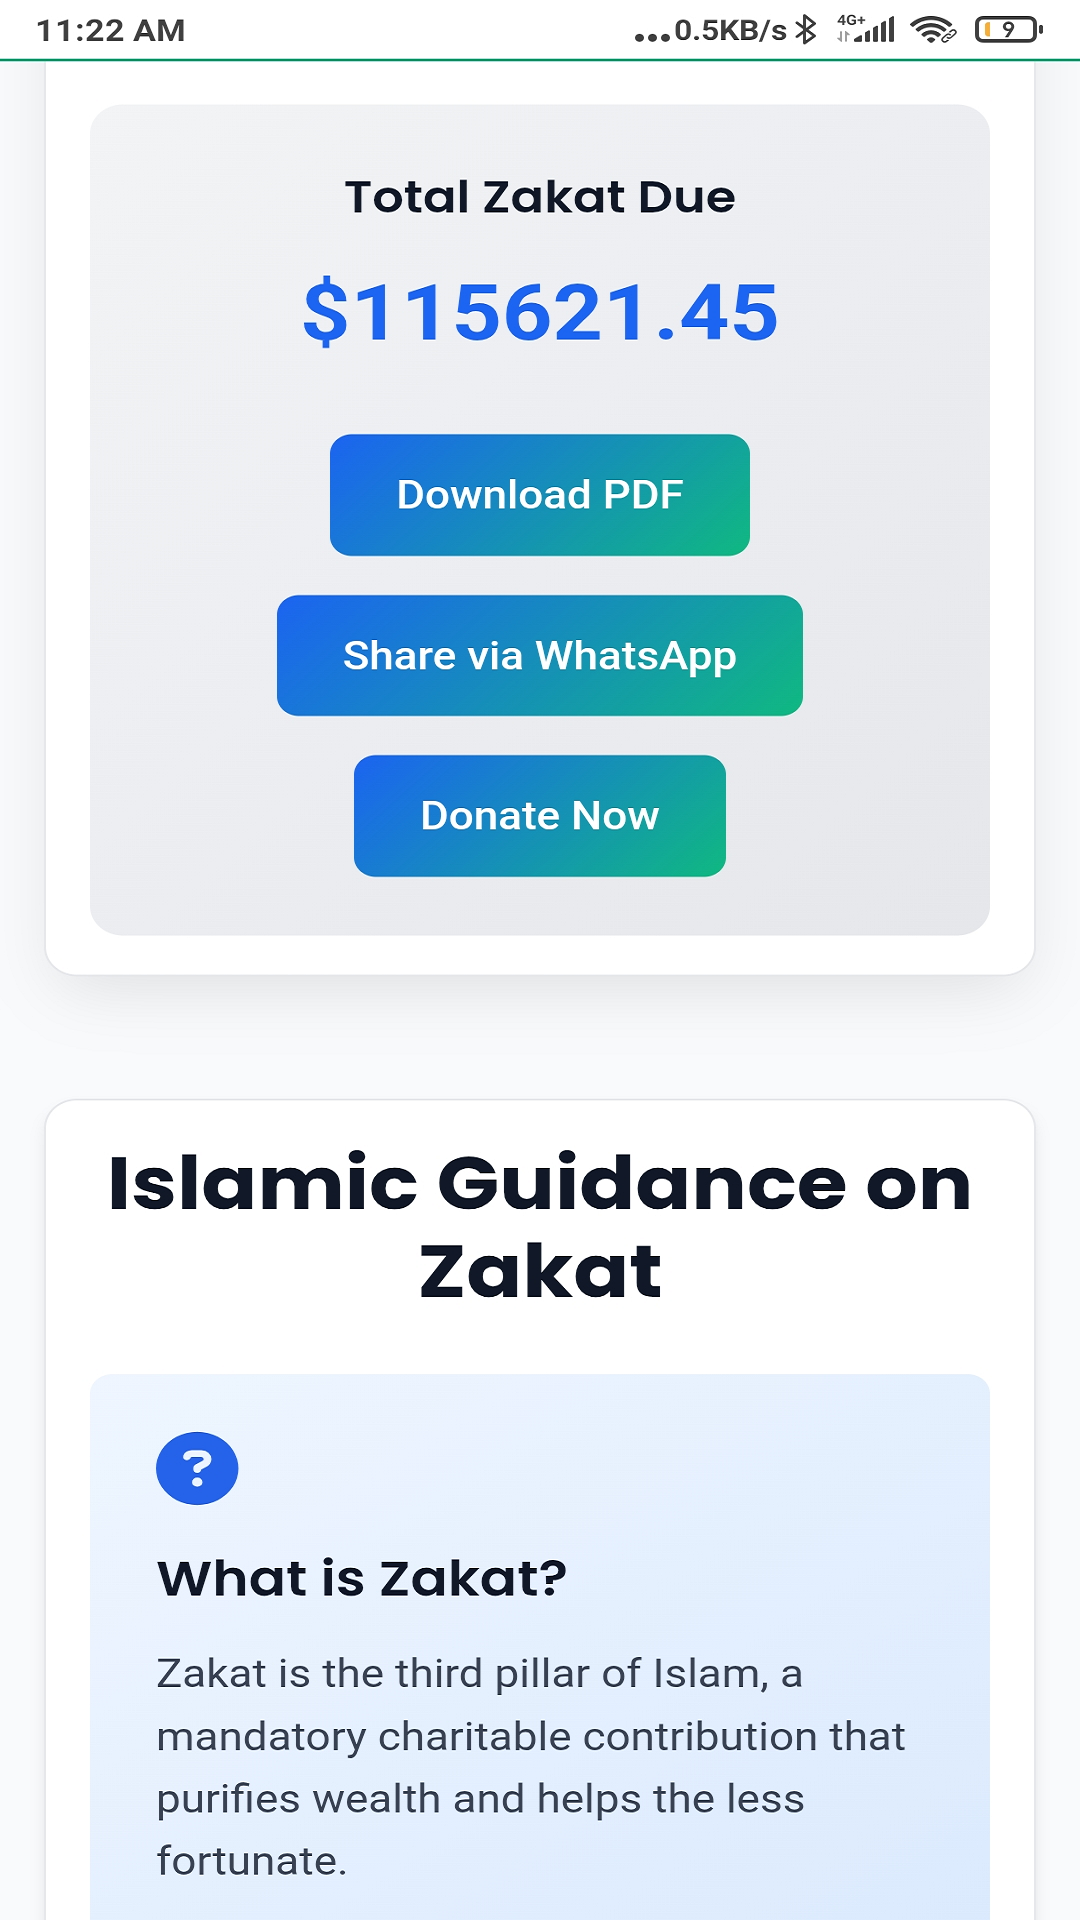 11:22 AM
...0.5KB/s 4G+ 9
Total Zakat Due
$115621.45
Download PDF
Share via WhatsApp
Donate Now
Islamic Guidance on
Zakat
?
What is Zakat?
Zakat is the third pillar of Islam, a
mandatory charitable contribution that
purifies wealth and helps the less
fortunate.